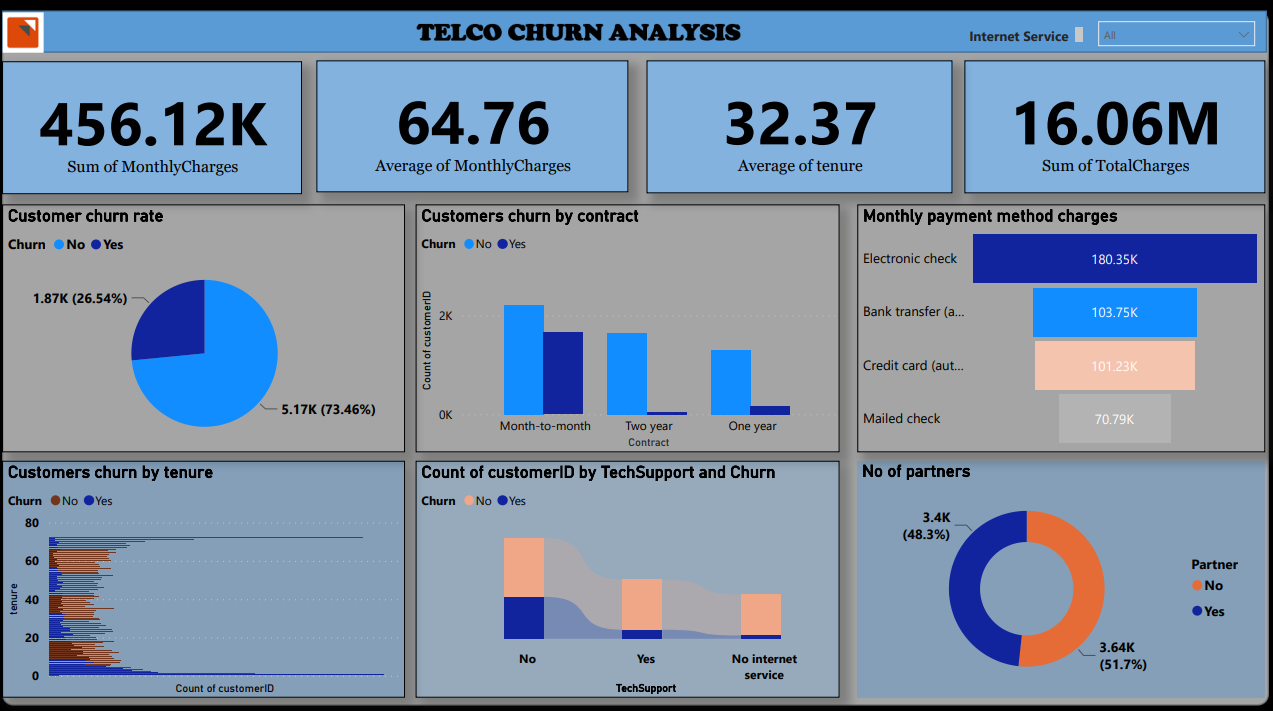 TELCO CHURN ANALYSIS
Internet Service
All
456.12K
Sum of MonthlyCharges
64.76
Average of MonthlyCharges
32.37
Average of tenure
16.06M
Sum of TotalCharges
Customer churn rate
Churn No Yes
1.87K (26.54%)
5.17K (73.46%)
Customers churn by contract
Churn No Yes
Count of customerID
2K
0K
Month-to-month Two year One year
Contract
Monthly payment method charges
Electronic check 180.35K
Bank transfer (a... 103.75K
Credit card (aut... 101.23K
Mailed check 70.79K
Customers churn by tenure
Churn No Yes
tenure
80
60
40
20
0
Count of customerID
Count of customerID by TechSupport and Churn
Churn No Yes
No Yes No internet
service
TechSupport
No of partners
3.4K
(48.3%)
Partner
No
Yes
3.64K
(51.7%)